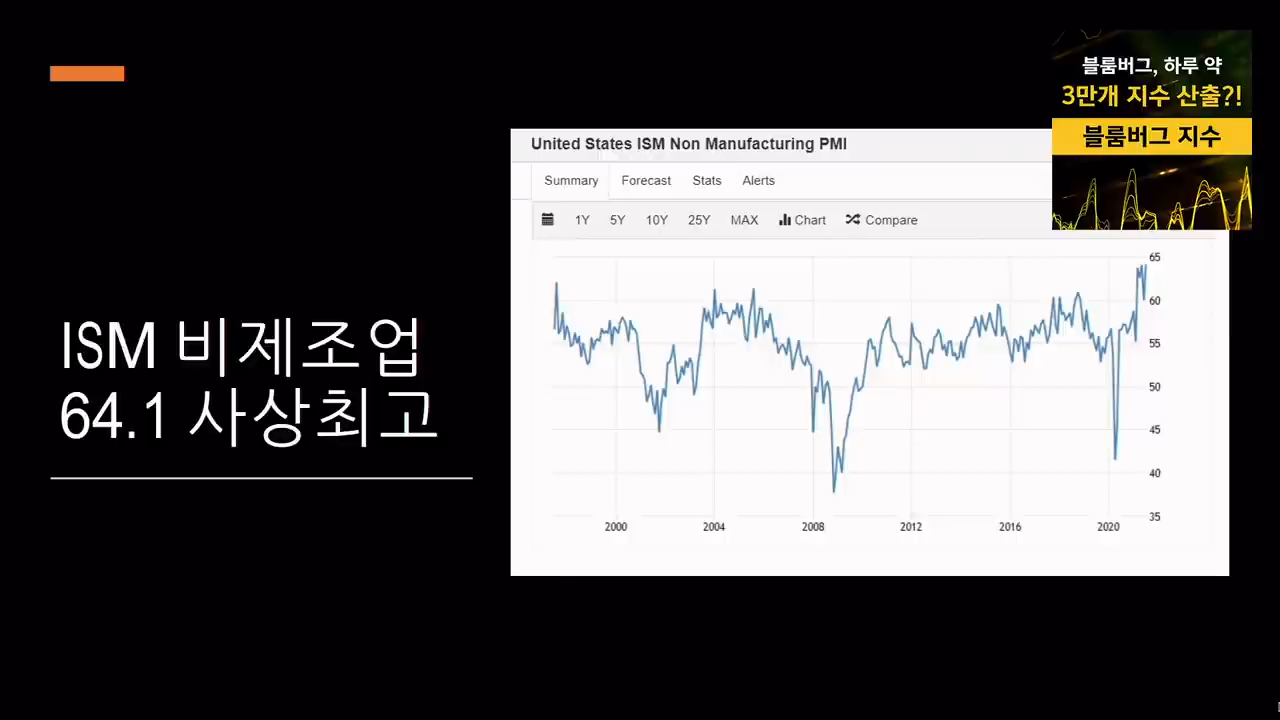 블룸버그, 하루 약
3만개 지수 산출?!
블룸버그 지수
ISM 비제조업
64.1 사상최고
United States ISM Non Manufacturing PMI
Summary Forecast Stats Alerts
1Y 5Y 10Y 25Y MAX Chart Compare
65
60
55
50
45
40
35
2000 2004 2008 2012 2016 2020